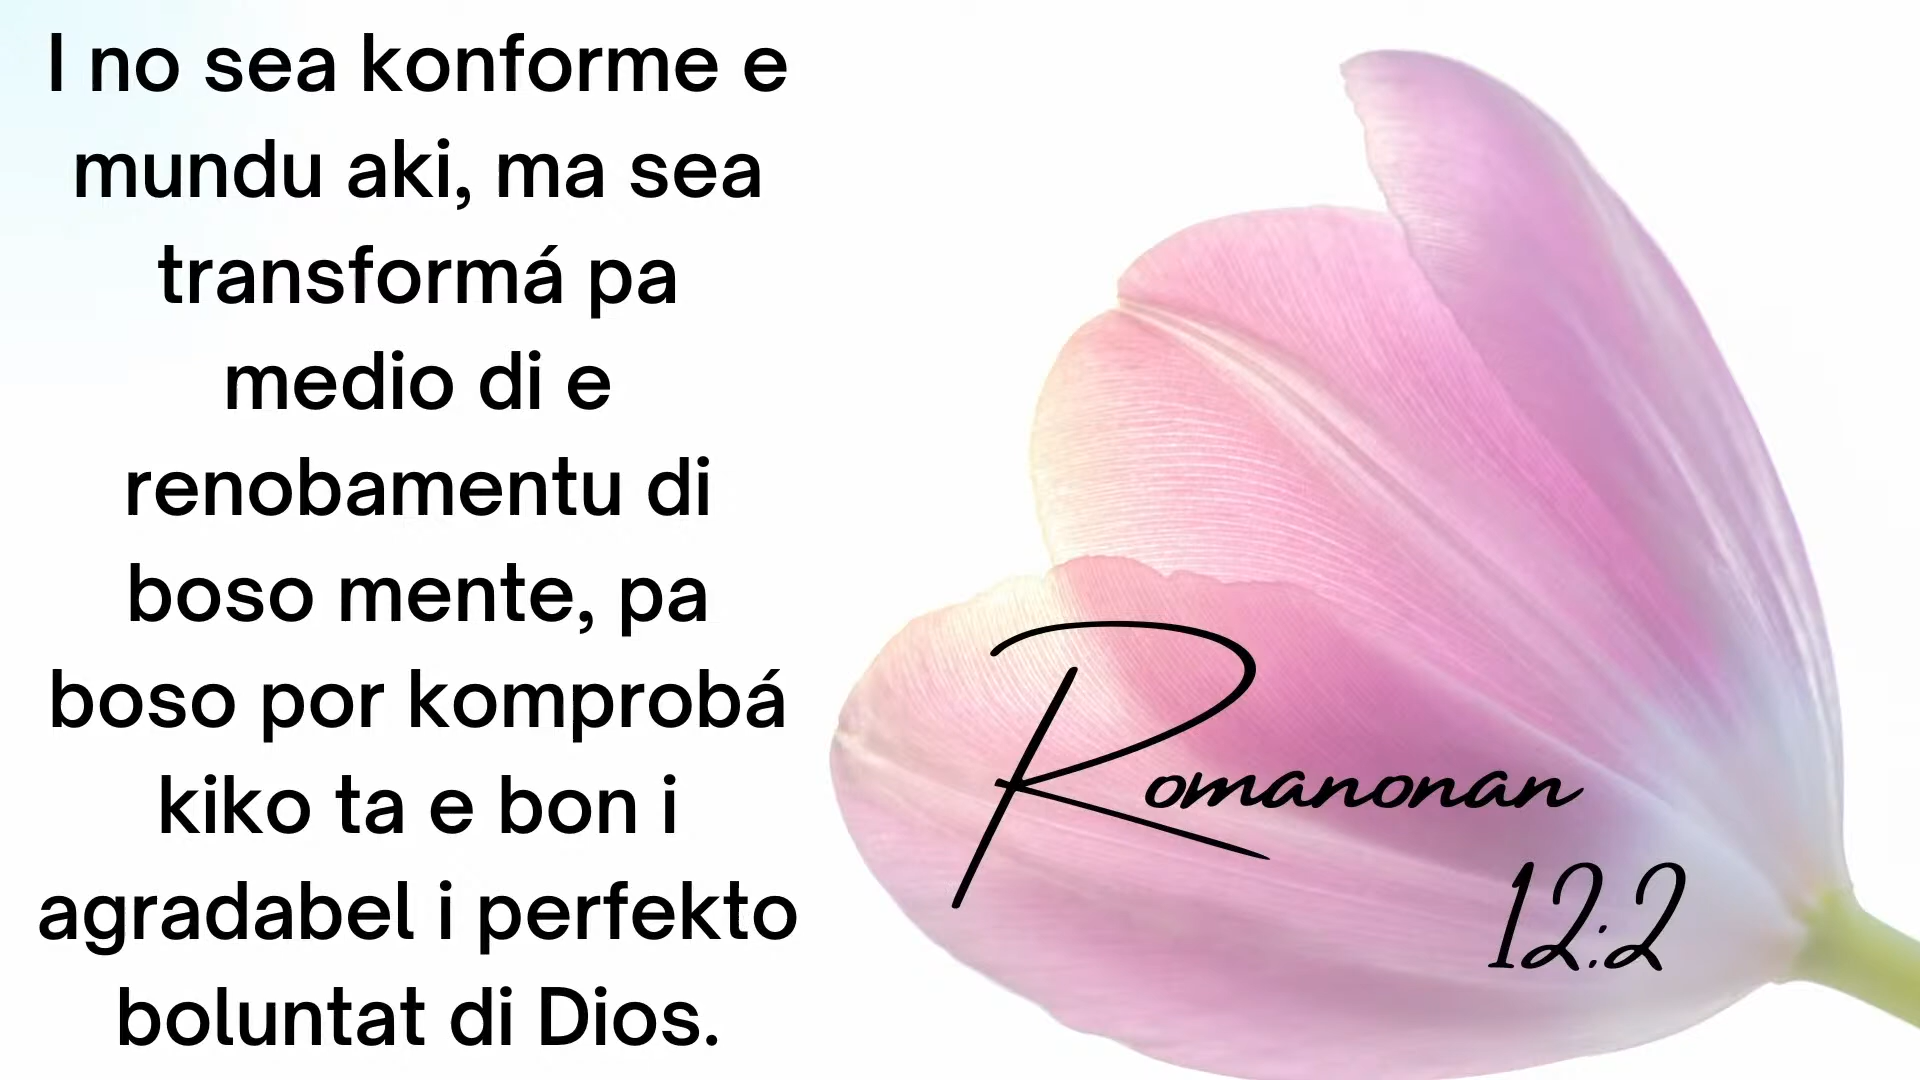 I no sea konforme e
mundu aki, ma sea
transformá pa
medio di e
renobamentu di
boso mente, pa
boso por komprobá
kiko ta e bon i
agradabel i perfekto
boluntat di Dios.
Romanonan
12:2